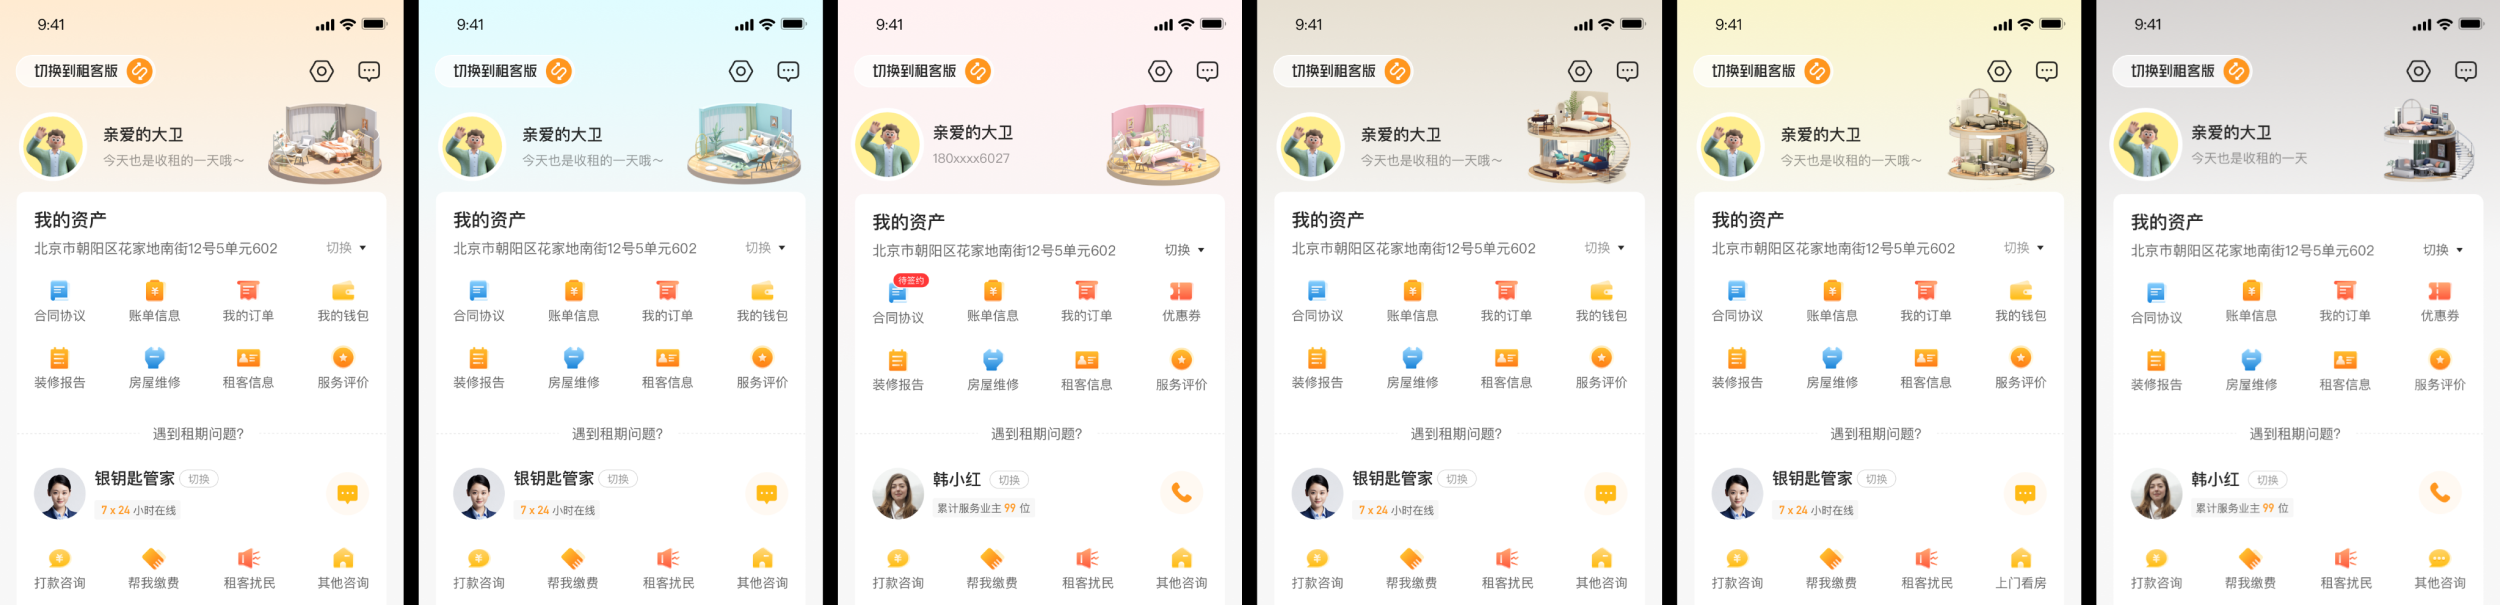 9:41
切换到租客版
亲爱的大卫
今天也是收租的一天哦～
我的资产
北京市朝阳区花家地南街12号5单元602 切换
合同协议 账单信息 我的订单 我的钱包
装修报告 房屋维修 租客信息 服务评价
遇到租期问题?
银钥匙管家 切换
7 x 24 小时在线
打款咨询 帮我缴费 租客扰民 其他咨询
9:41
切换到租客版
亲爱的大卫
今天也是收租的一天哦～
我的资产
北京市朝阳区花家地南街12号5单元602 切换
合同协议 账单信息 我的订单 我的钱包
装修报告 房屋维修 租客信息 服务评价
遇到租期问题?
银钥匙管家 切换
7 x 24 小时在线
打款咨询 帮我缴费 租客扰民 其他咨询
9:41
切换到租客版
亲爱的大卫
180xxxx6027
我的资产
北京市朝阳区花家地南街12号5单元602 切换
待签约
合同协议 账单信息 我的订单 优惠券
装修报告 房屋维修 租客信息 服务评价
遇到租期问题?
韩小红 切换
累计服务业主 99 位
打款咨询 帮我缴费 租客扰民 其他咨询
9:41
切换到租客版
亲爱的大卫
今天也是收租的一天哦～
我的资产
北京市朝阳区花家地南街12号5单元602 切换
合同协议 账单信息 我的订单 我的钱包
装修报告 房屋维修 租客信息 服务评价
遇到租期问题?
银钥匙管家 切换
7 x 24 小时在线
打款咨询 帮我缴费 租客扰民 其他咨询
9:41
切换到租客版
亲爱的大卫
今天也是收租的一天哦～
我的资产
北京市朝阳区花家地南街12号5单元602 切换
合同协议 账单信息 我的订单 我的钱包
装修报告 房屋维修 租客信息 服务评价
遇到租期问题?
银钥匙管家 切换
7 x 24 小时在线
打款咨询 帮我缴费 租客扰民 上门看房
9:41
切换到租客版
亲爱的大卫
今天也是收租的一天
我的资产
北京市朝阳区花家地南街12号5单元602 切换
合同协议 账单信息 我的订单 优惠券
装修报告 房屋维修 租客信息 服务评价
遇到租期问题?
韩小红 切换
累计服务业主 99 位
打款咨询 帮我缴费 租客扰民 其他咨询